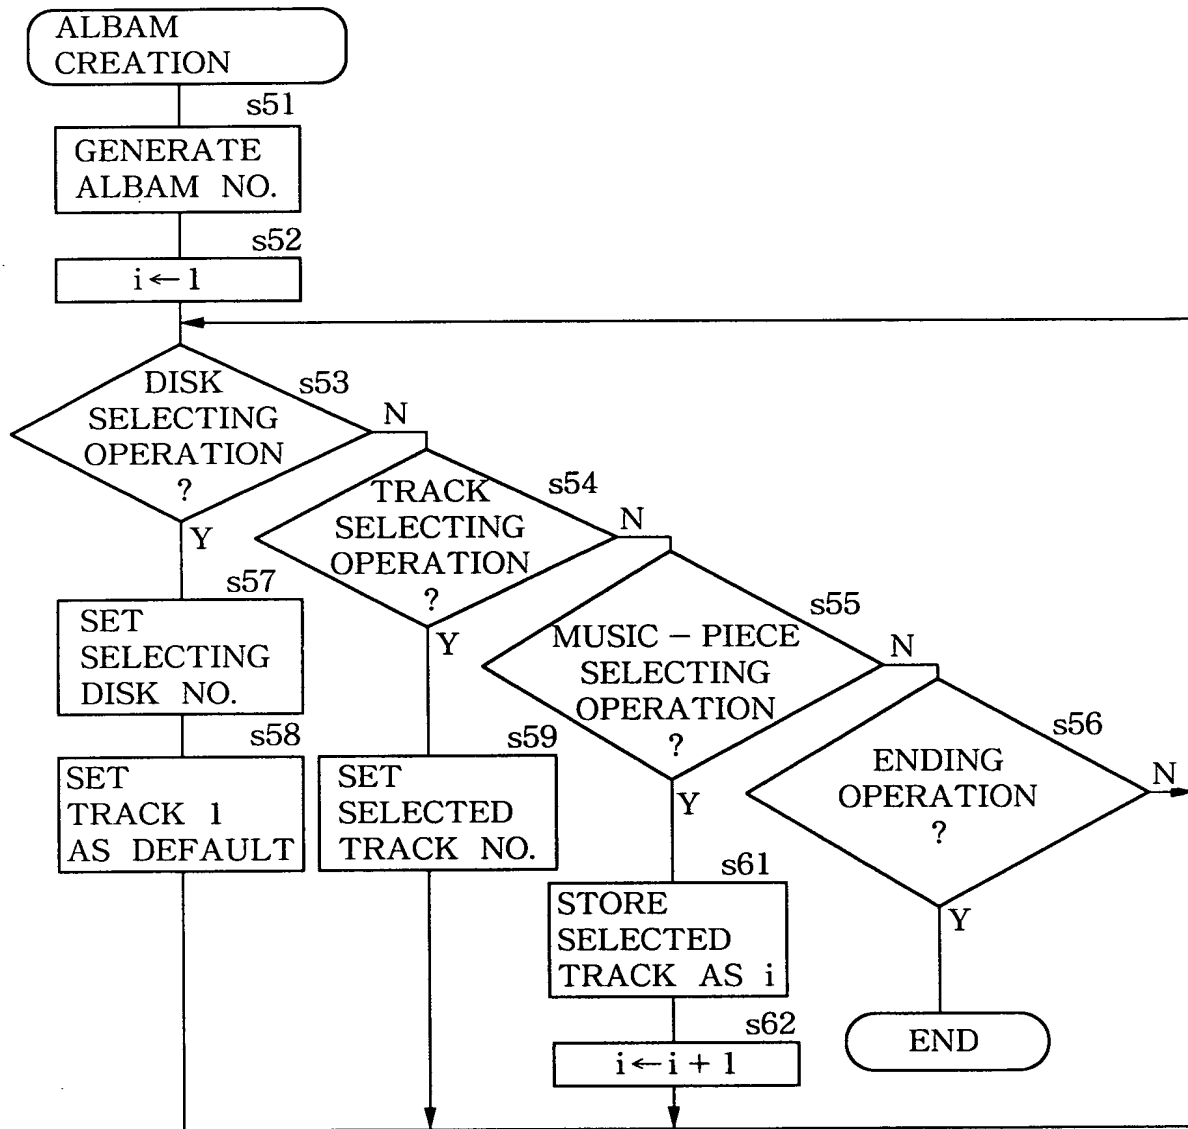 ALBAM
CREATION
s51
GENERATE
ALBAM NO.
s52
i ← 1
DISK
SELECTING
OPERATION
?
s53
N
Y
TRACK
SELECTING
OPERATION
?
s54
N
Y
MUSIC – PIECE
SELECTING
OPERATION
?
s55
N
Y
ENDING
OPERATION
?
s56
N
Y
s57
SET
SELECTING
DISK NO.
s58
SET
TRACK 1
AS DEFAULT
s59
SET
SELECTED
TRACK NO.
s61
STORE
SELECTED
TRACK AS i
s62
i ← i + 1
END